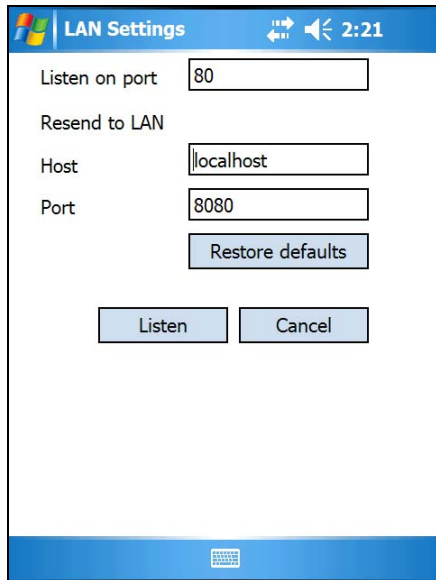 LAN Settings 2:21
Listen on port 80
Resend to LAN
Host localhost
Port 8080
Restore defaults
Listen Cancel